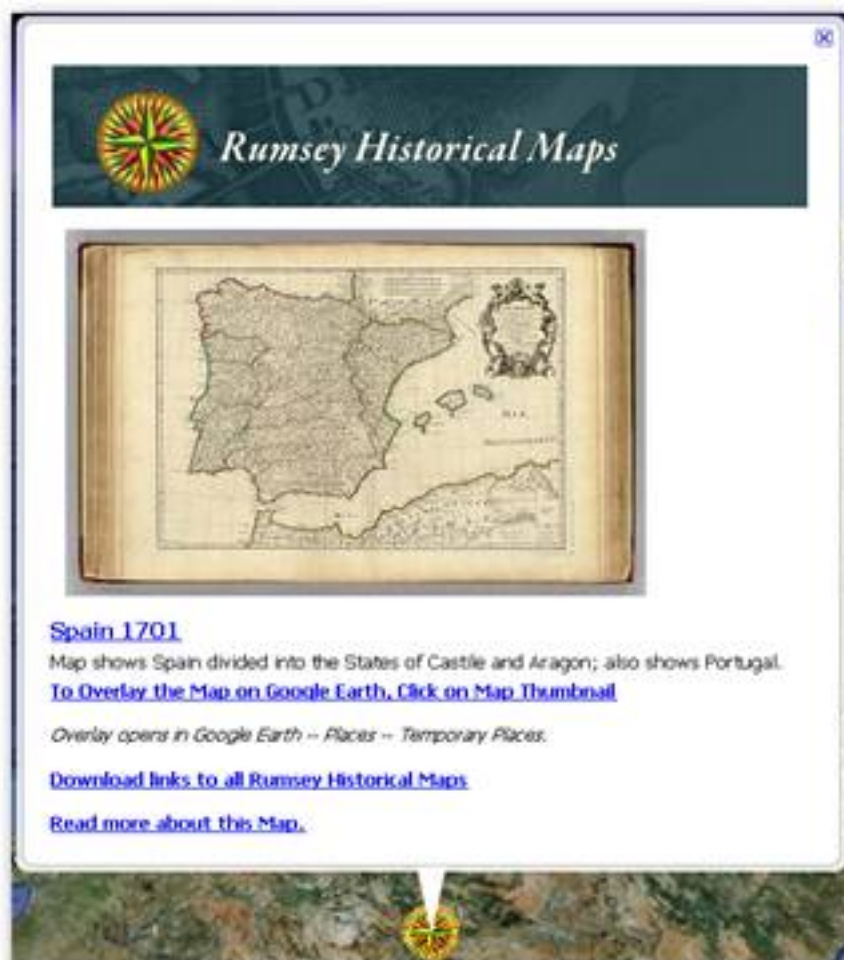 Rumsey Historical Maps
Spain 1701
Map shows Spain divided into the States of Castile and Aragon; also shows Portugal.
To Overlay the Map on Google Earth, Click on Map Thumbnail
Overlay opens in Google Earth -- Places -- Temporary Places.
Download links to all Rumsey Historical Maps
Read more about this Map.